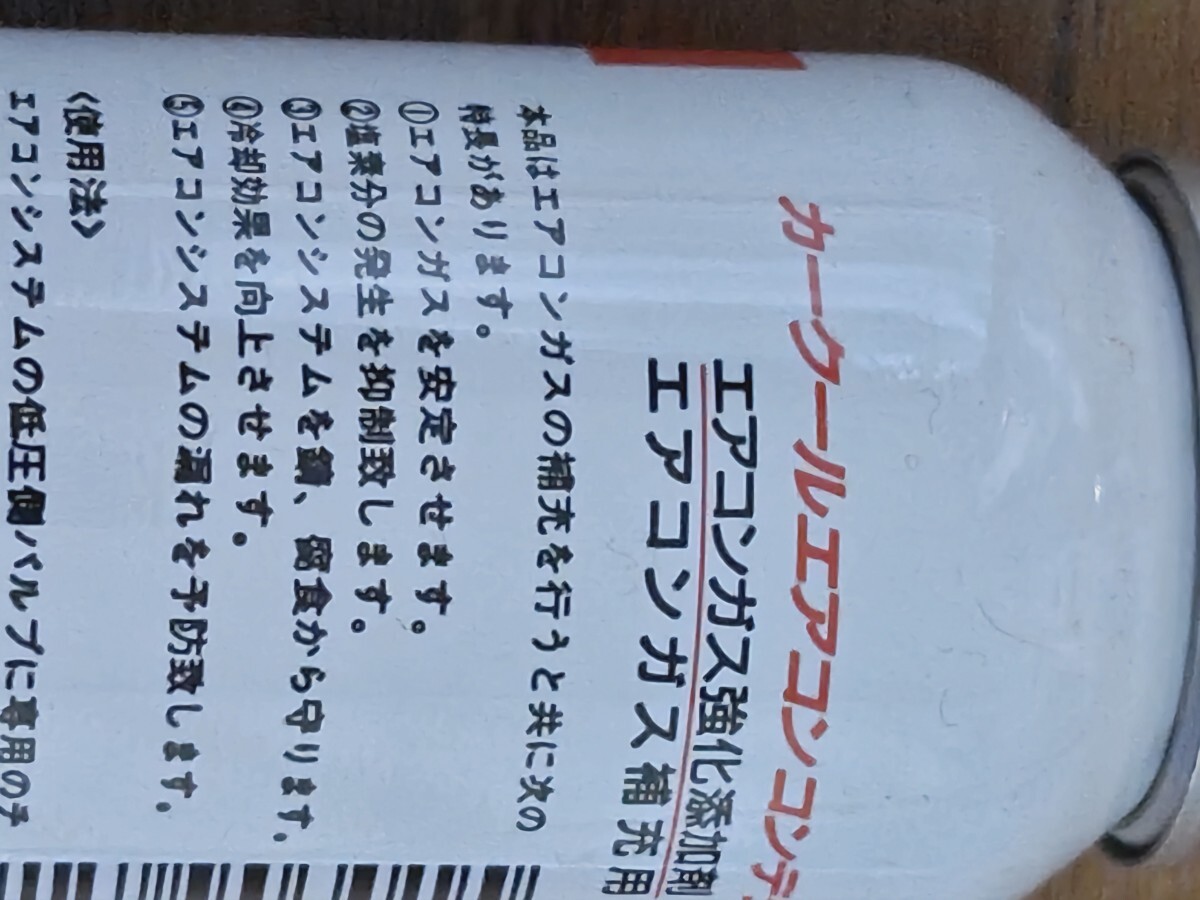 カークールエアコンコンデ
エアコンガス強化添加剤
エアコンガス補充用
本品はエアコンガスの補充を行うと共に次の
特長があります。
①エアコンガスを安定させます。
②塩素分の発生を抑制致します。
③エアコンシステムを錆、腐食から守ります。
④冷却効果を向上させます。
⑤エアコンシステムの漏れを予防致します。
《使用法》
エアコンシステムの低圧側バルブに専用のチ